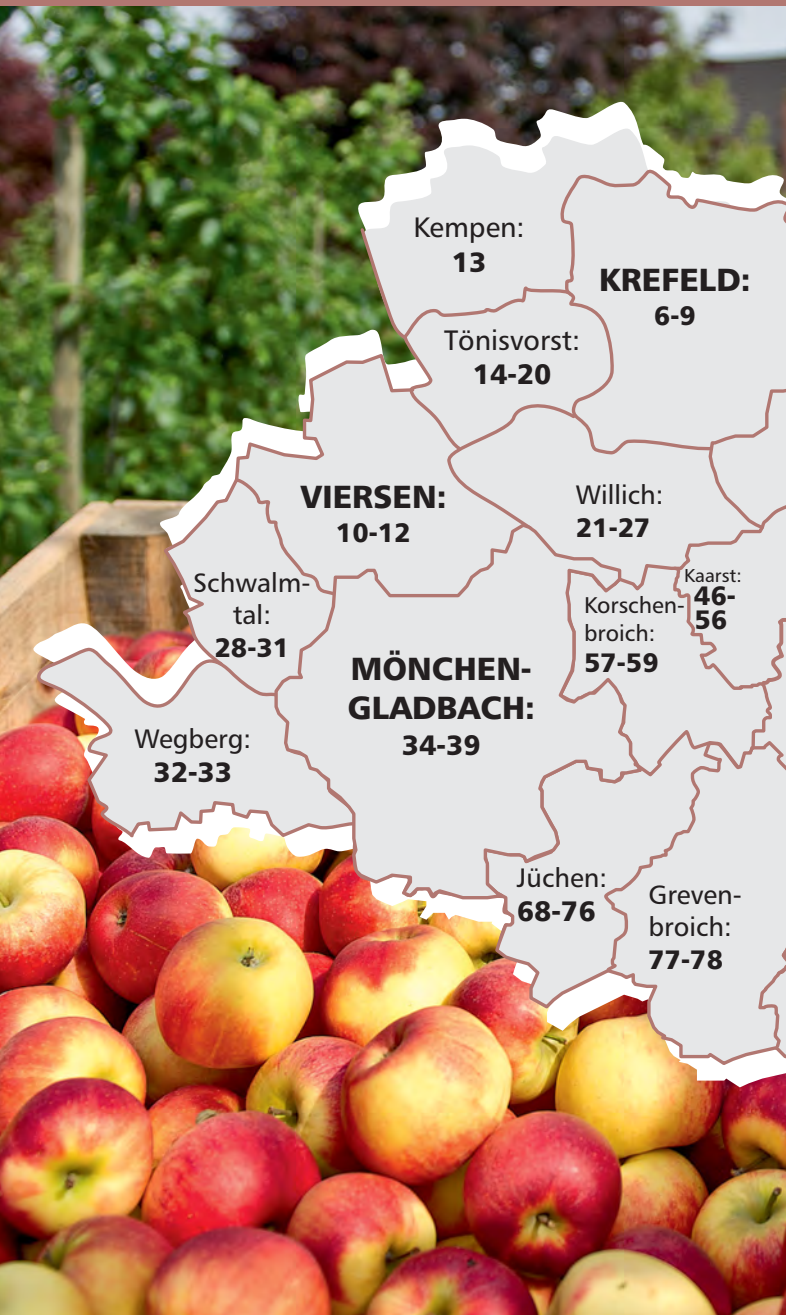 Kempen:
13
KREFELD:
6-9
Tönisvorst:
14-20
VIERSEN:
10-12
Willich:
21-27
Schwalm-
tal:
28-31
Kaarst:
46-
56
Korschen-
broich:
57-59
MÖNCHEN-
GLADBACH:
34-39
Wegberg:
32-33
Jüchen:
68-76
Greven-
broich:
77-78